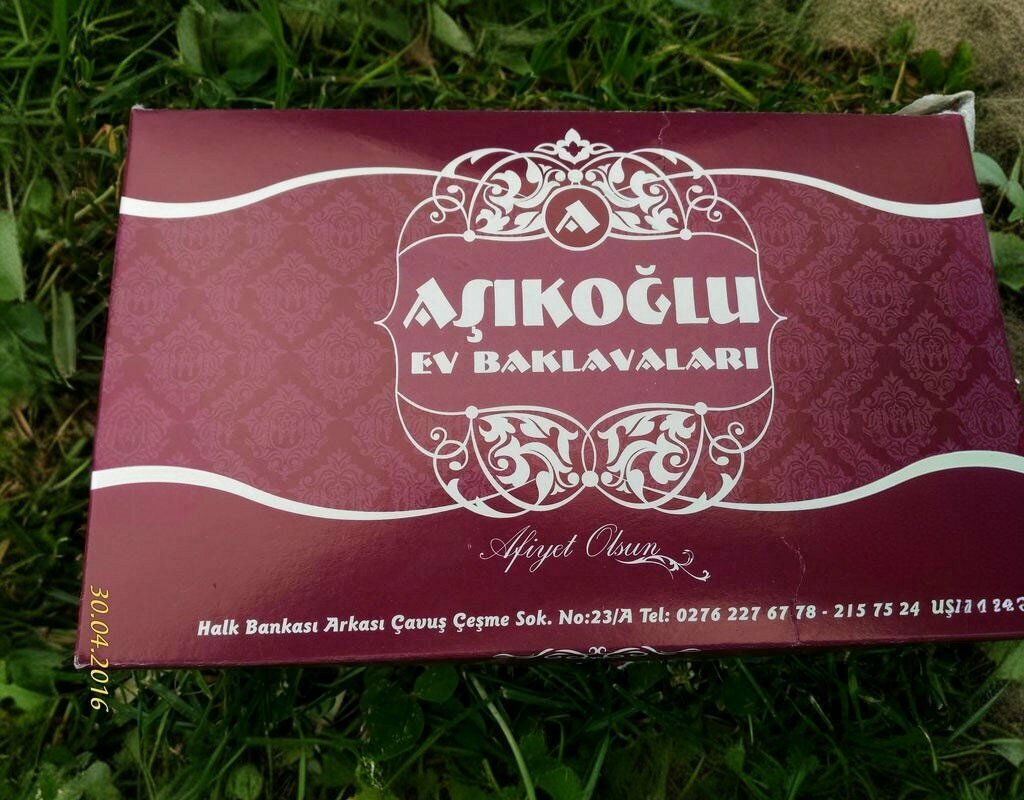 A
AŞIKOĞLU
EV BAKLAVALARI
Afiyet Olsun
Halk Bankası Arkası Çavuş Çeşme Sok. No:23/A Tel: 0276 227 67 78 - 215 75 24
30.04.2016